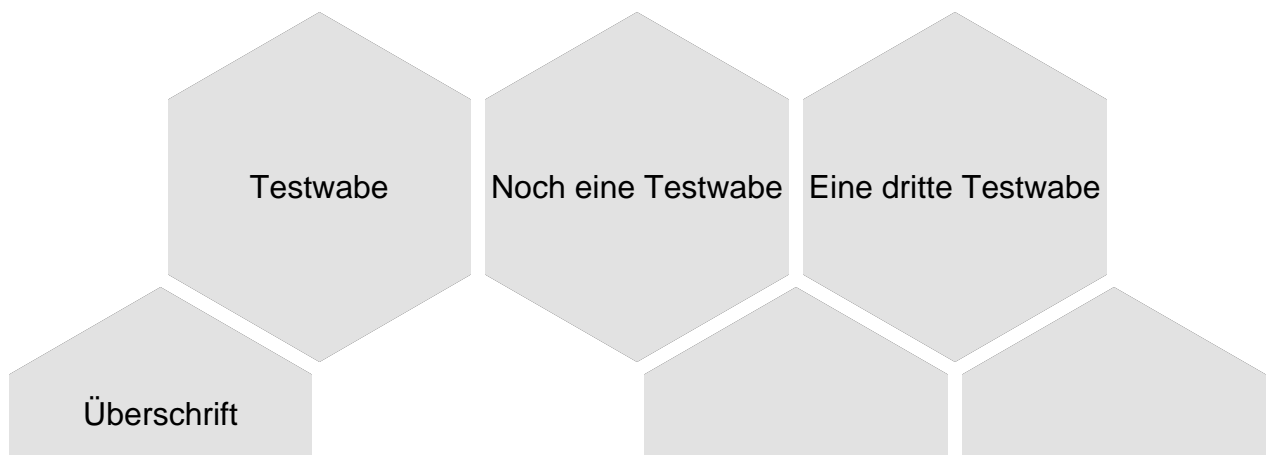 Testwabe
Noch eine Testwabe
Eine dritte Testwabe
Überschrift